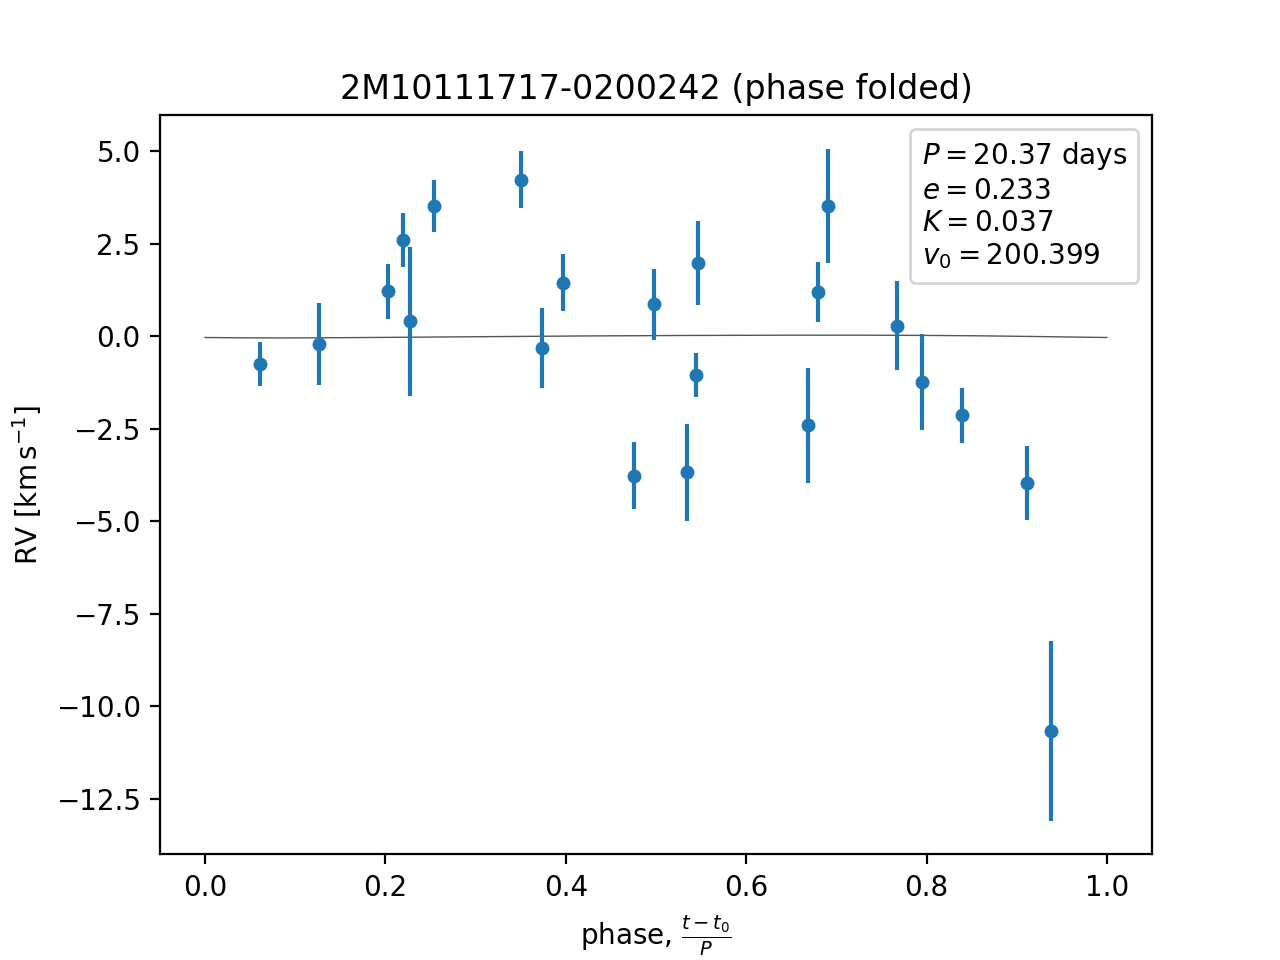 2M10111717-0200242 (phase folded)
P = 20.37 days
e = 0.233
K = 0.037
v₀ = 200.399
5.0
2.5
0.0
−2.5
−5.0
−7.5
−10.0
−12.5
RV [km s⁻¹]
0.0 0.2 0.4 0.6 0.8 1.0
phase, (t − t₀)/P